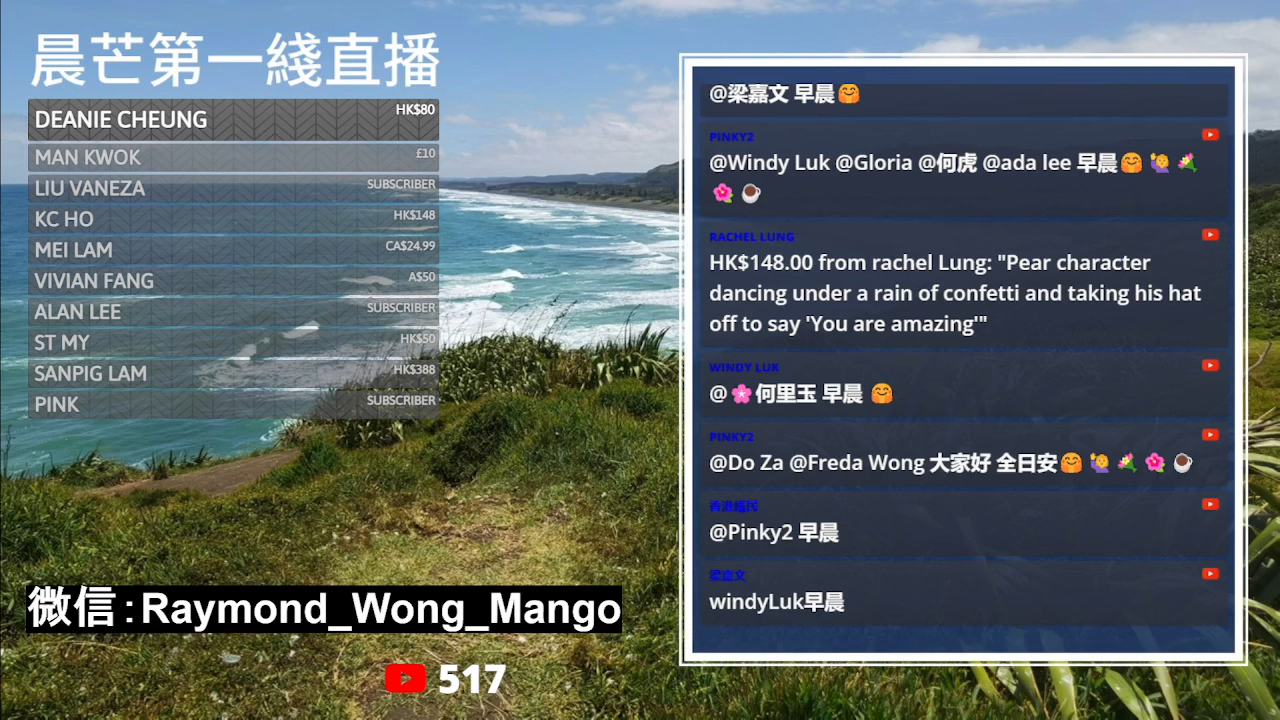 晨芒第一綫直播
DEANIE CHEUNG HK$80
MAN KWOK £10
LIU VANEZA SUBSCRIBER
KC HO HK$148
MEI LAM CA$24.99
VIVIAN FANG A$50
ALAN LEE SUBSCRIBER
ST MY HK$50
SANPIG LAM HK$388
PINK SUBSCRIBER
微信:Raymond_Wong_Mango
517
@梁嘉文 早晨🤗
PINKY2
@Windy Luk @Gloria @何虎 @ada lee 早晨🤗 🙋 💐
🌺 ☕
RACHEL LUNG
HK$148.00 from rachel Lung: "Pear character
dancing under a rain of confetti and taking his hat
off to say 'You are amazing'"
WINDY LUK
@🌸何里玉 早晨 🤗
PINKY2
@Do Za @Freda Wong 大家好 全日安🤗 🙋 💐 🌺 ☕
@Pinky2 早晨
梁嘉文
windyLuk早晨